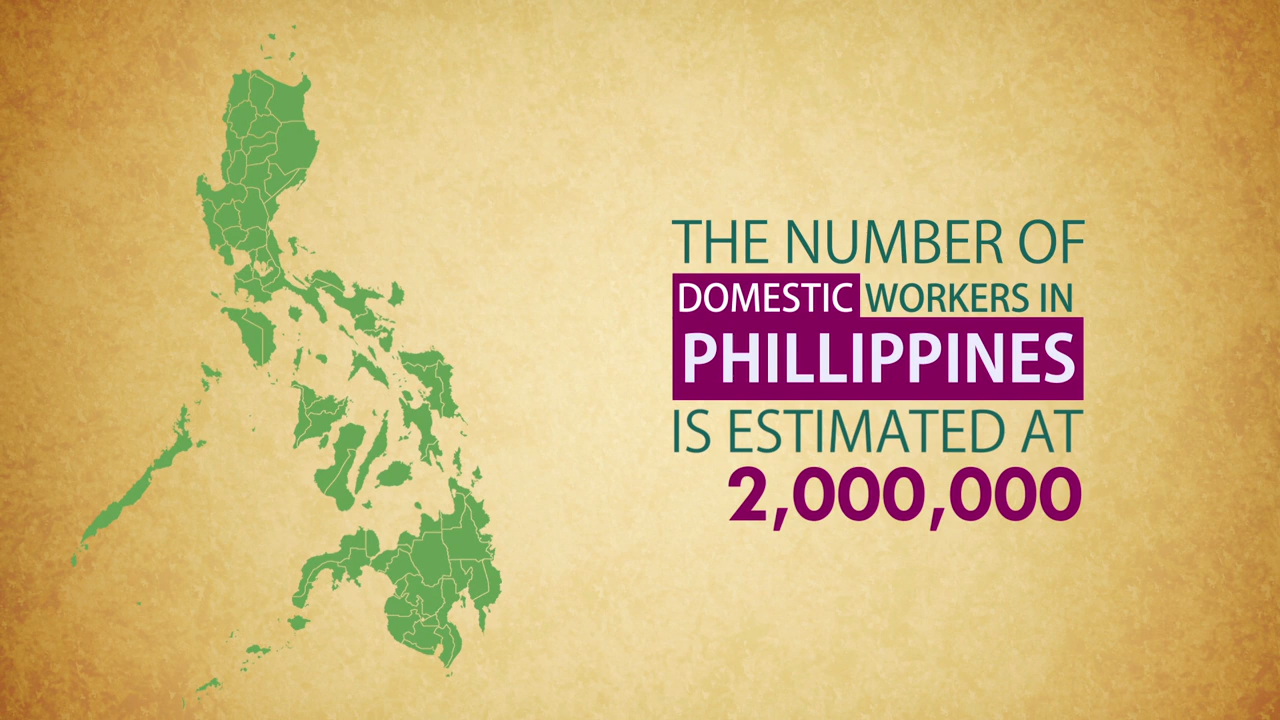 THE NUMBER OF
DOMESTIC WORKERS IN
PHILLIPPINES
IS ESTIMATED AT
2,000,000